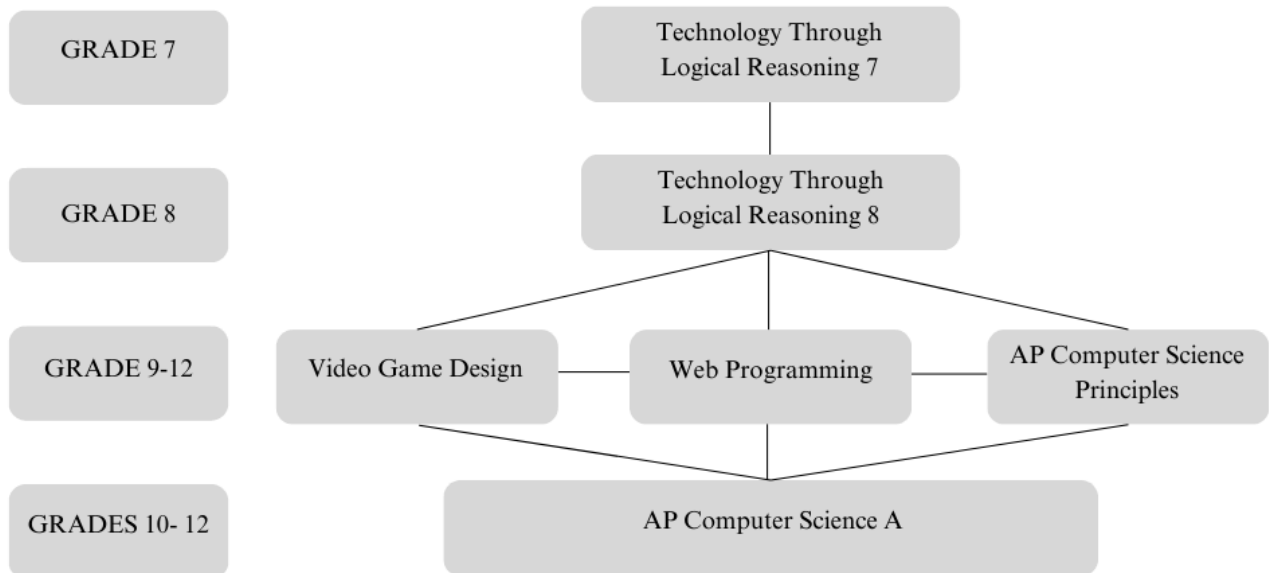 GRADE 7
Technology Through
Logical Reasoning 7
GRADE 8
Technology Through
Logical Reasoning 8
GRADE 9-12
Video Game Design
Web Programming
AP Computer Science
Principles
GRADES 10- 12
AP Computer Science A